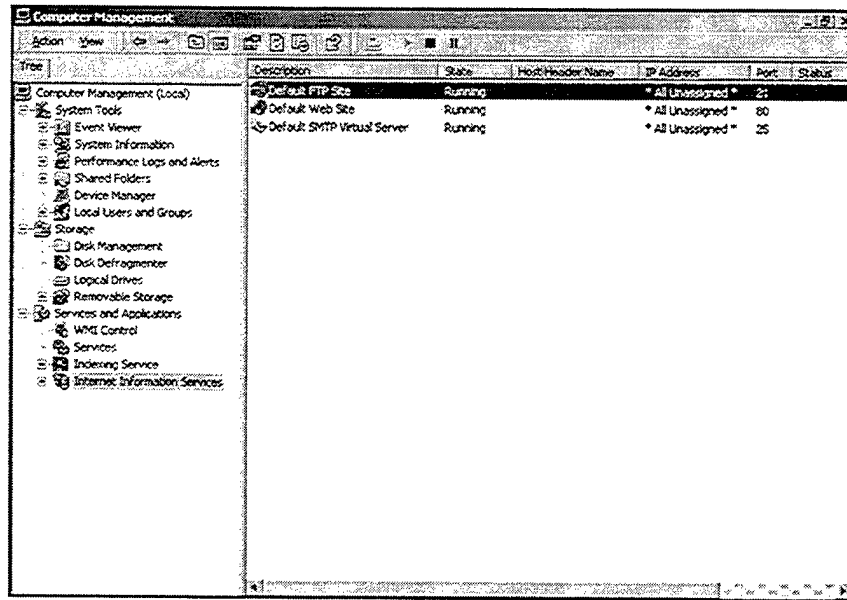 Computer Management
Action View
Tree
Description State Host Header Name IP Address Port Status
Computer Management (Local)
System Tools
Event Viewer
System Information
Performance Logs and Alerts
Shared Folders
Device Manager
Local Users and Groups
Storage
Disk Management
Disk Defragmenter
Logical Drives
Removable Storage
Services and Applications
WMI Control
Services
Indexing Service
Internet Information Services
Default FTP Site Running * All Unassigned * 21
Default Web Site Running * All Unassigned * 80
Default SMTP Virtual Server Running * All Unassigned * 25